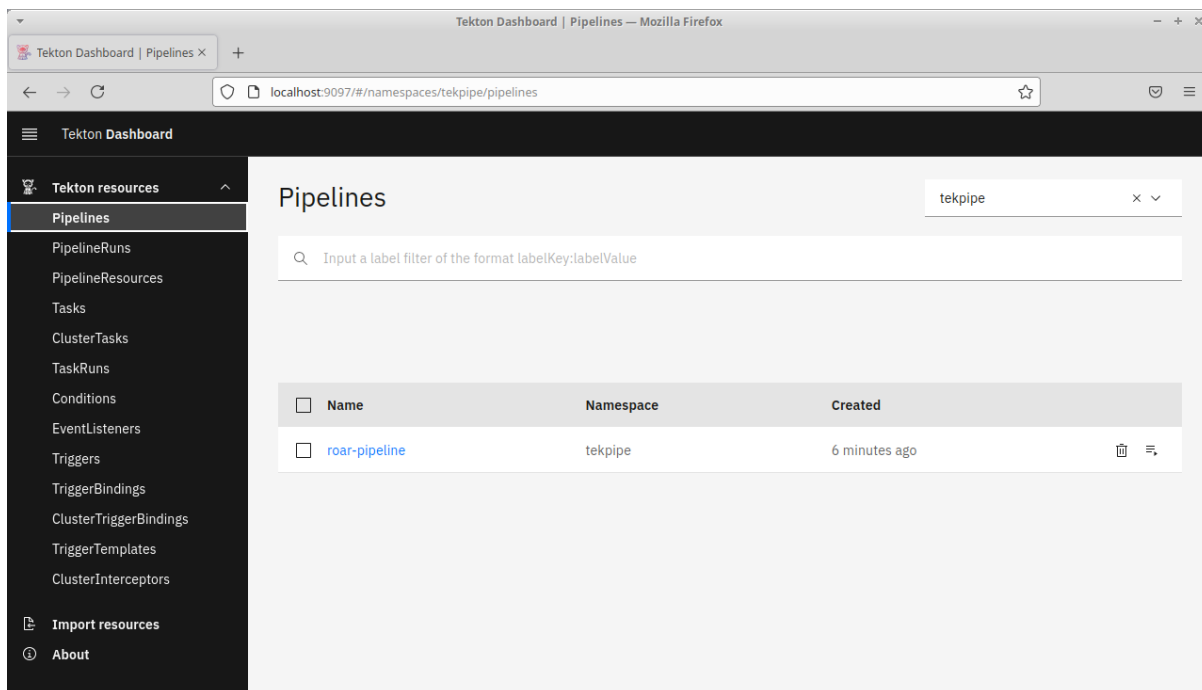 Tekton Dashboard | Pipelines — Mozilla Firefox
Tekton Dashboard | Pipelines
localhost:9097/#/namespaces/tekpipe/pipelines
Tekton Dashboard
Tekton resources
Pipelines
PipelineRuns
PipelineResources
Tasks
ClusterTasks
TaskRuns
Conditions
EventListeners
Triggers
TriggerBindings
ClusterTriggerBindings
TriggerTemplates
ClusterInterceptors
Import resources
About
Pipelines
tekpipe
Input a label filter of the format labelKey:labelValue
Name Namespace Created
roar-pipeline tekpipe 6 minutes ago